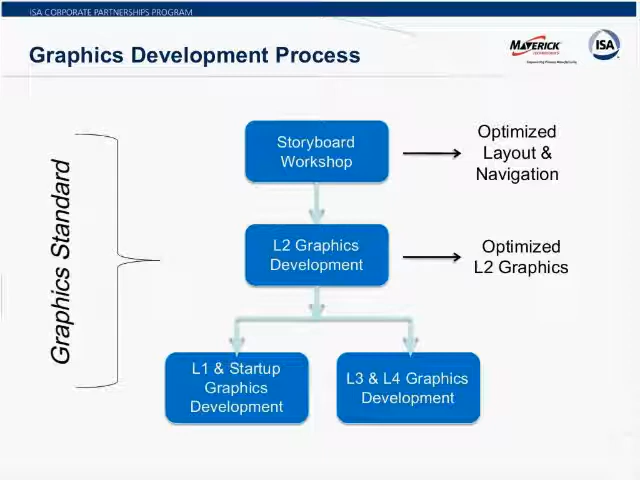 ISA CORPORATE PARTNERSHIPS PROGRAM
Graphics Development Process
MAVERICK
ISA
Graphics Standard
Storyboard
Workshop
Optimized
Layout &
Navigation
L2 Graphics
Development
Optimized
L2 Graphics
L1 & Startup
Graphics
Development
L3 & L4 Graphics
Development